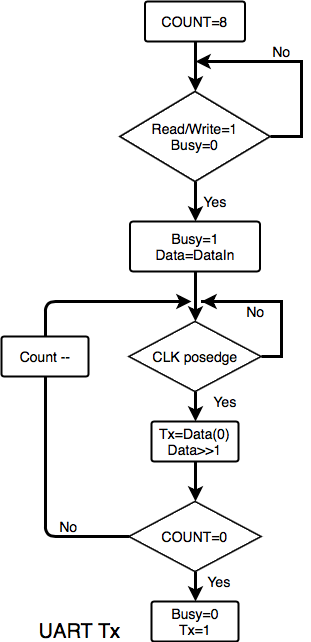 COUNT=8
No
Read/Write=1
Busy=0
Yes
Busy=1
Data=DataIn
No
Count --
CLK posedge
Yes
Tx=Data(0)
Data>>1
COUNT=0
No
Yes
Busy=0
Tx=1
UART Tx